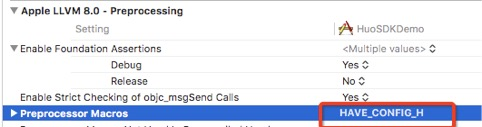 Apple LLVM 8.0 - Preprocessing
Setting HuoSDKDemo
Enable Foundation Assertions <Multiple values>
Debug Yes
Release No
Enable Strict Checking of objc_msgSend Calls Yes
Preprocessor Macros HAVE_CONFIG_H